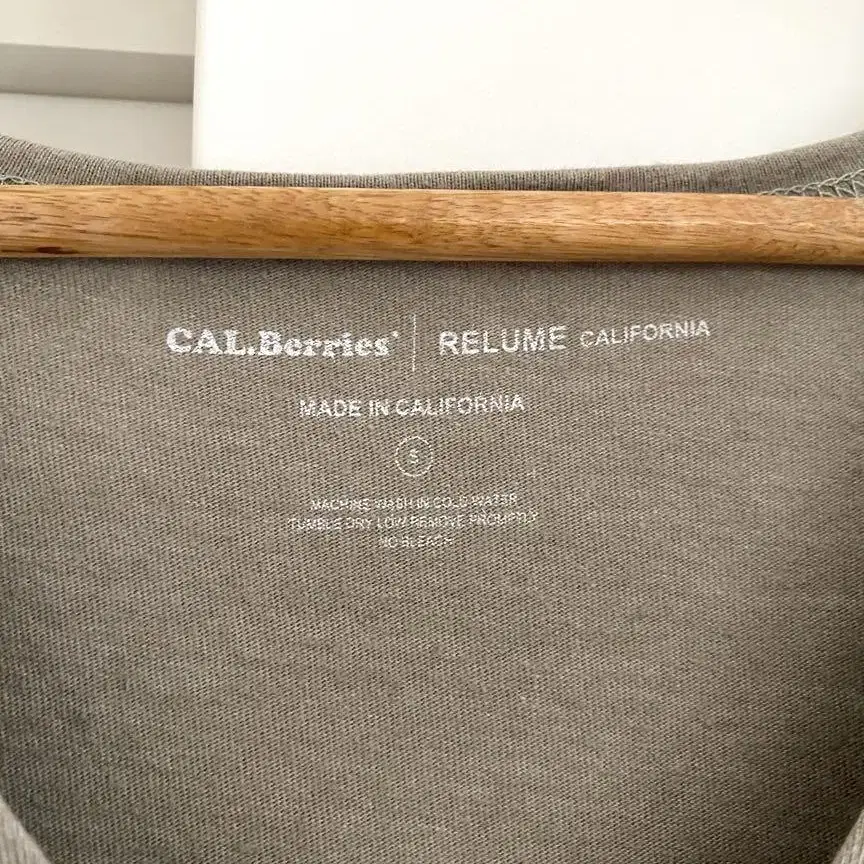 CAL.Berries' RELUME CALIFORNIA
MADE IN CALIFORNIA
S
MACHINE WASH IN COLD WATER
TUMBLE DRY LOW REMOVE PROMPTLY
NO BLEACH